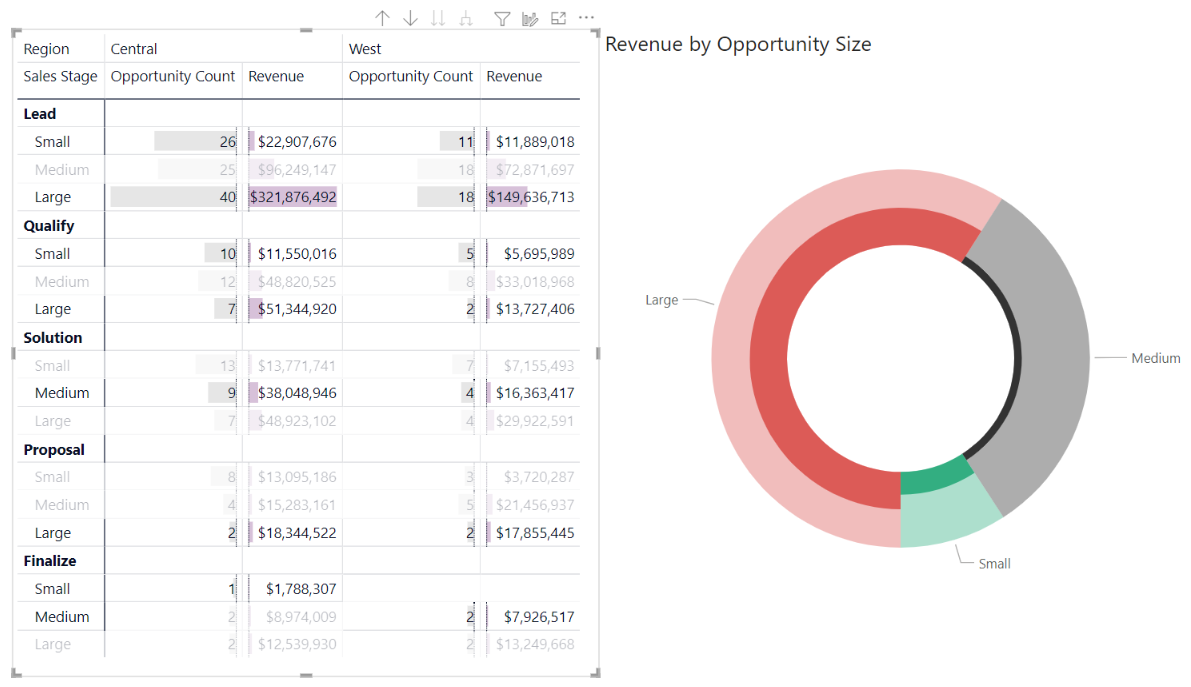 Region Central West
Sales Stage Opportunity Count Revenue Opportunity Count Revenue
Lead
Small 26 $22,907,676 11 $11,889,018
Medium 25 $96,249,147 18 $72,871,697
Large 40 $321,876,492 18 $149,636,713
Qualify
Small 10 $11,550,016 5 $5,695,989
Medium 12 $48,820,525 8 $33,018,968
Large 7 $51,344,920 2 $13,727,406
Solution
Small 13 $13,771,741 7 $7,155,493
Medium 9 $38,048,946 4 $16,363,417
Large 7 $48,923,102 4 $29,922,591
Proposal
Small 8 $13,095,186 3 $3,720,287
Medium 4 $15,283,161 5 $21,456,937
Large 2 $18,344,522 2 $17,855,445
Finalize
Small 1 $1,788,307
Medium 2 $8,974,009 2 $7,926,517
Large 2 $12,539,930 2 $13,249,668
Revenue by Opportunity Size
Large
Medium
Small